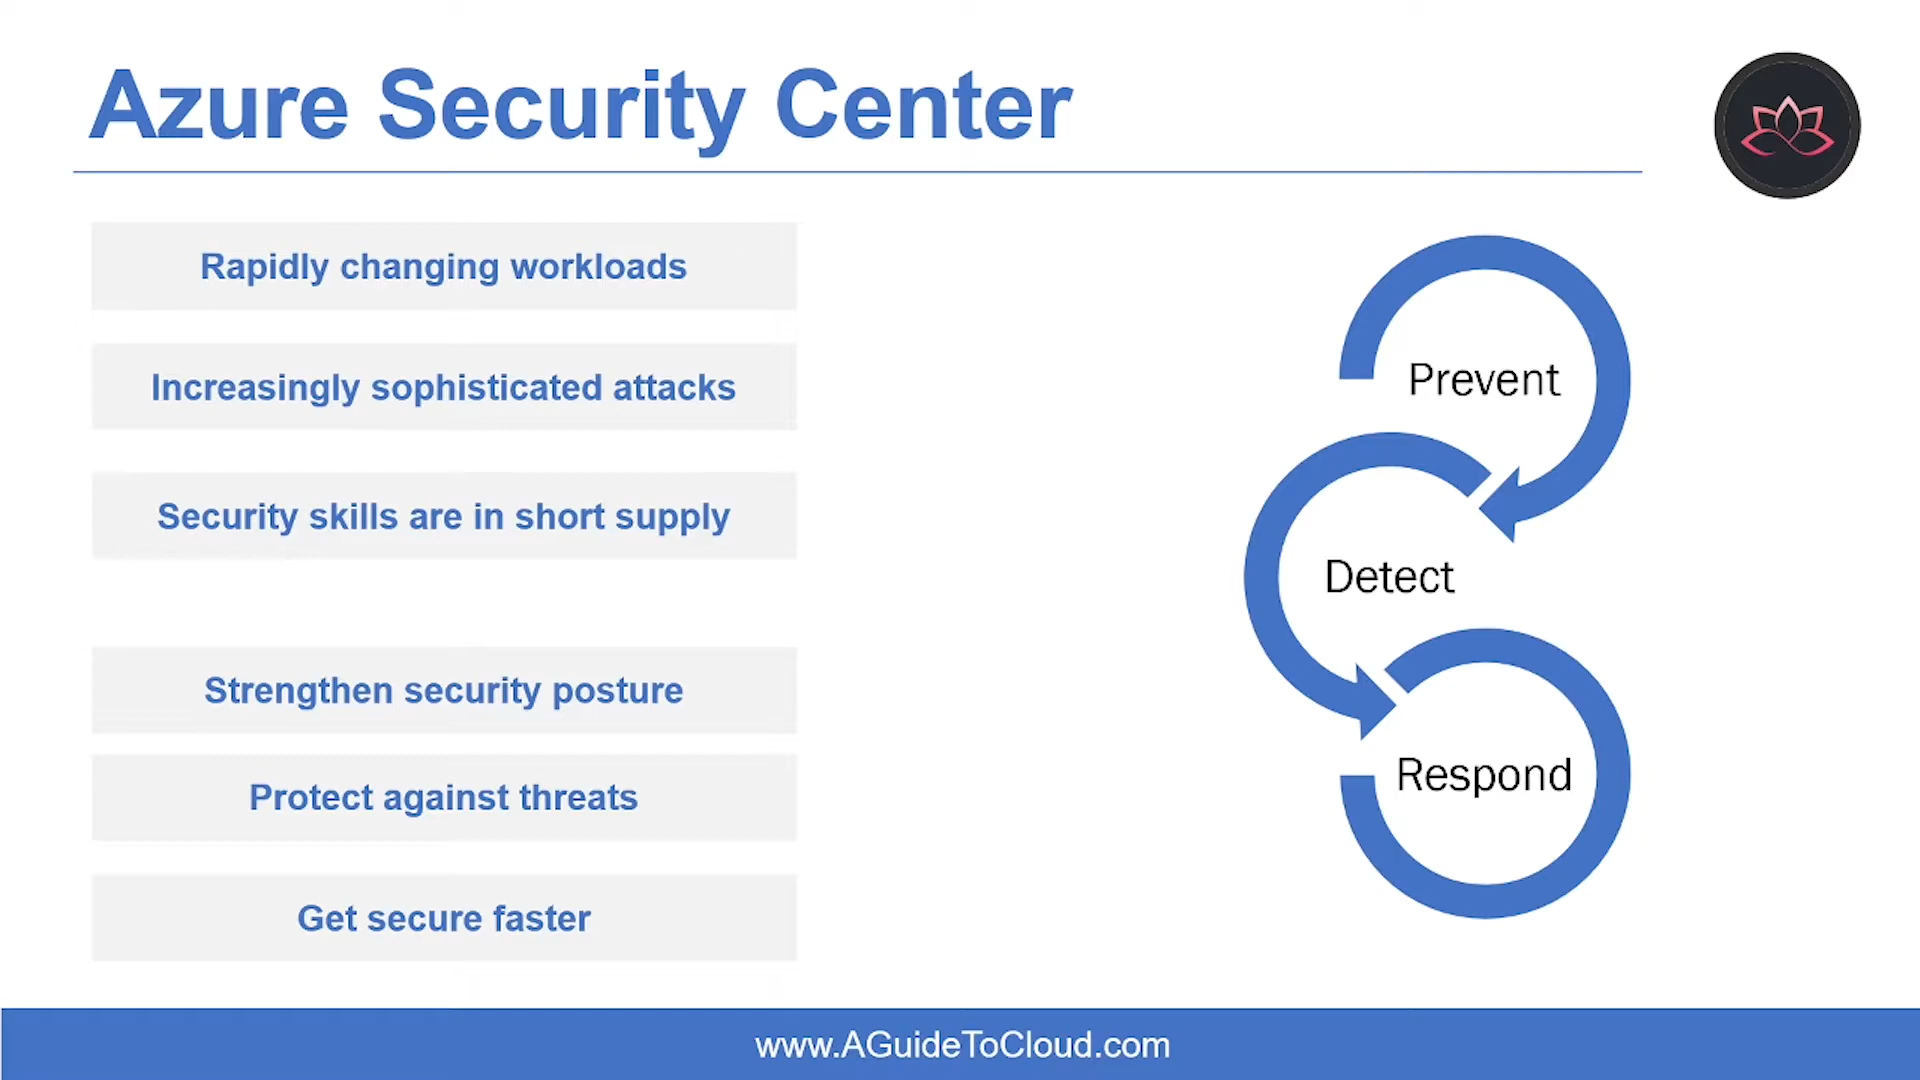 Azure Security Center
Rapidly changing workloads
Increasingly sophisticated attacks
Security skills are in short supply
Strengthen security posture
Protect against threats
Get secure faster
Prevent
Detect
Respond
www.AGuideToCloud.com